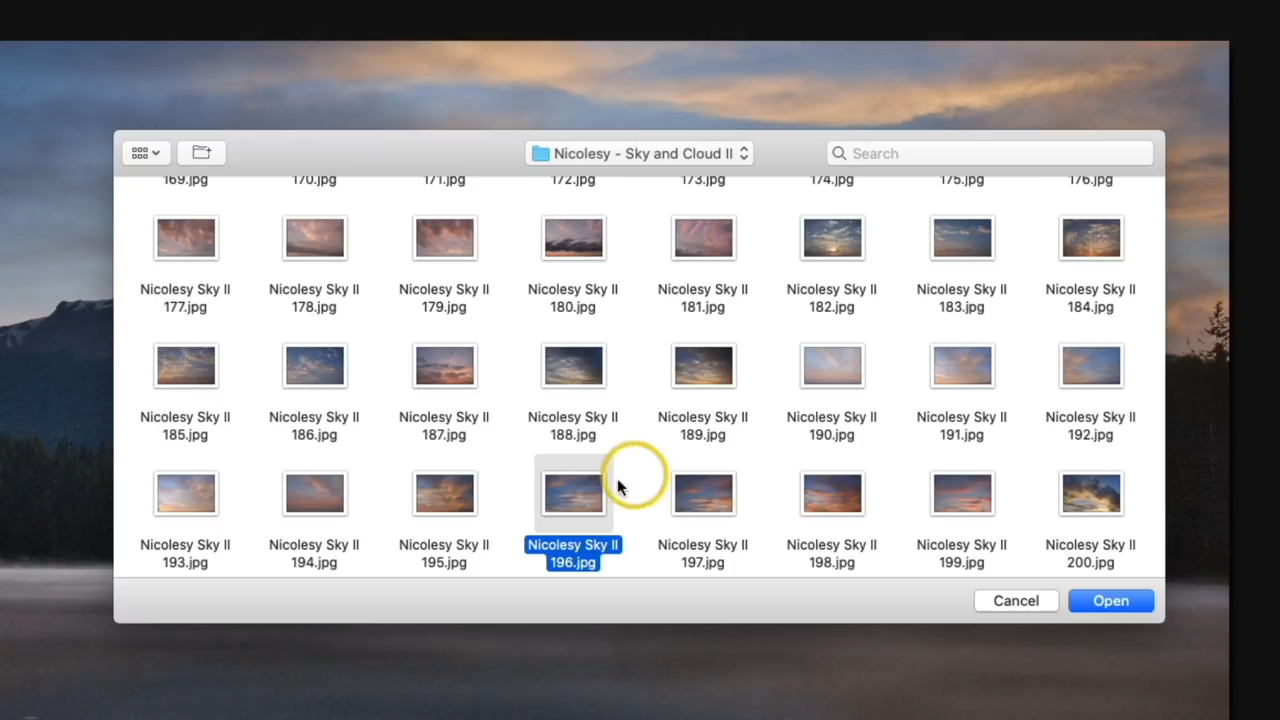 Nicolesy - Sky and Cloud II
Search
169.jpg 170.jpg 171.jpg 172.jpg 173.jpg 174.jpg 175.jpg 176.jpg
Nicolesy Sky II Nicolesy Sky II Nicolesy Sky II Nicolesy Sky II Nicolesy Sky II Nicolesy Sky II Nicolesy Sky II Nicolesy Sky II
177.jpg 178.jpg 179.jpg 180.jpg 181.jpg 182.jpg 183.jpg 184.jpg
Nicolesy Sky II Nicolesy Sky II Nicolesy Sky II Nicolesy Sky II Nicolesy Sky II Nicolesy Sky II Nicolesy Sky II Nicolesy Sky II
185.jpg 186.jpg 187.jpg 188.jpg 189.jpg 190.jpg 191.jpg 192.jpg
Nicolesy Sky II Nicolesy Sky II Nicolesy Sky II Nicolesy Sky II Nicolesy Sky II Nicolesy Sky II Nicolesy Sky II Nicolesy Sky II
193.jpg 194.jpg 195.jpg 196.jpg 197.jpg 198.jpg 199.jpg 200.jpg
Cancel Open